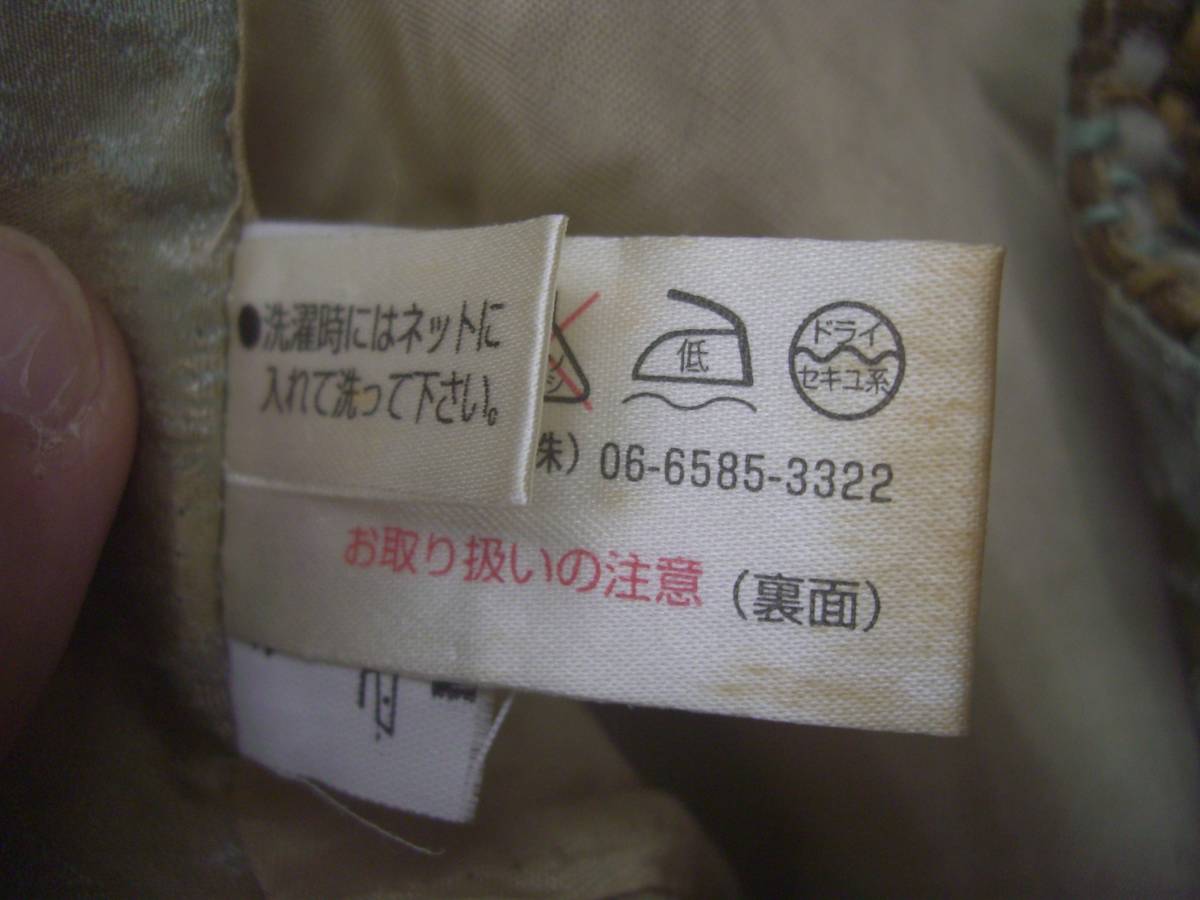 ●洗濯時にはネットに
入れて洗って下さい。
低
ドライ
セキユ系
株) 06-6585-3322
お取り扱いの注意 (裏面)